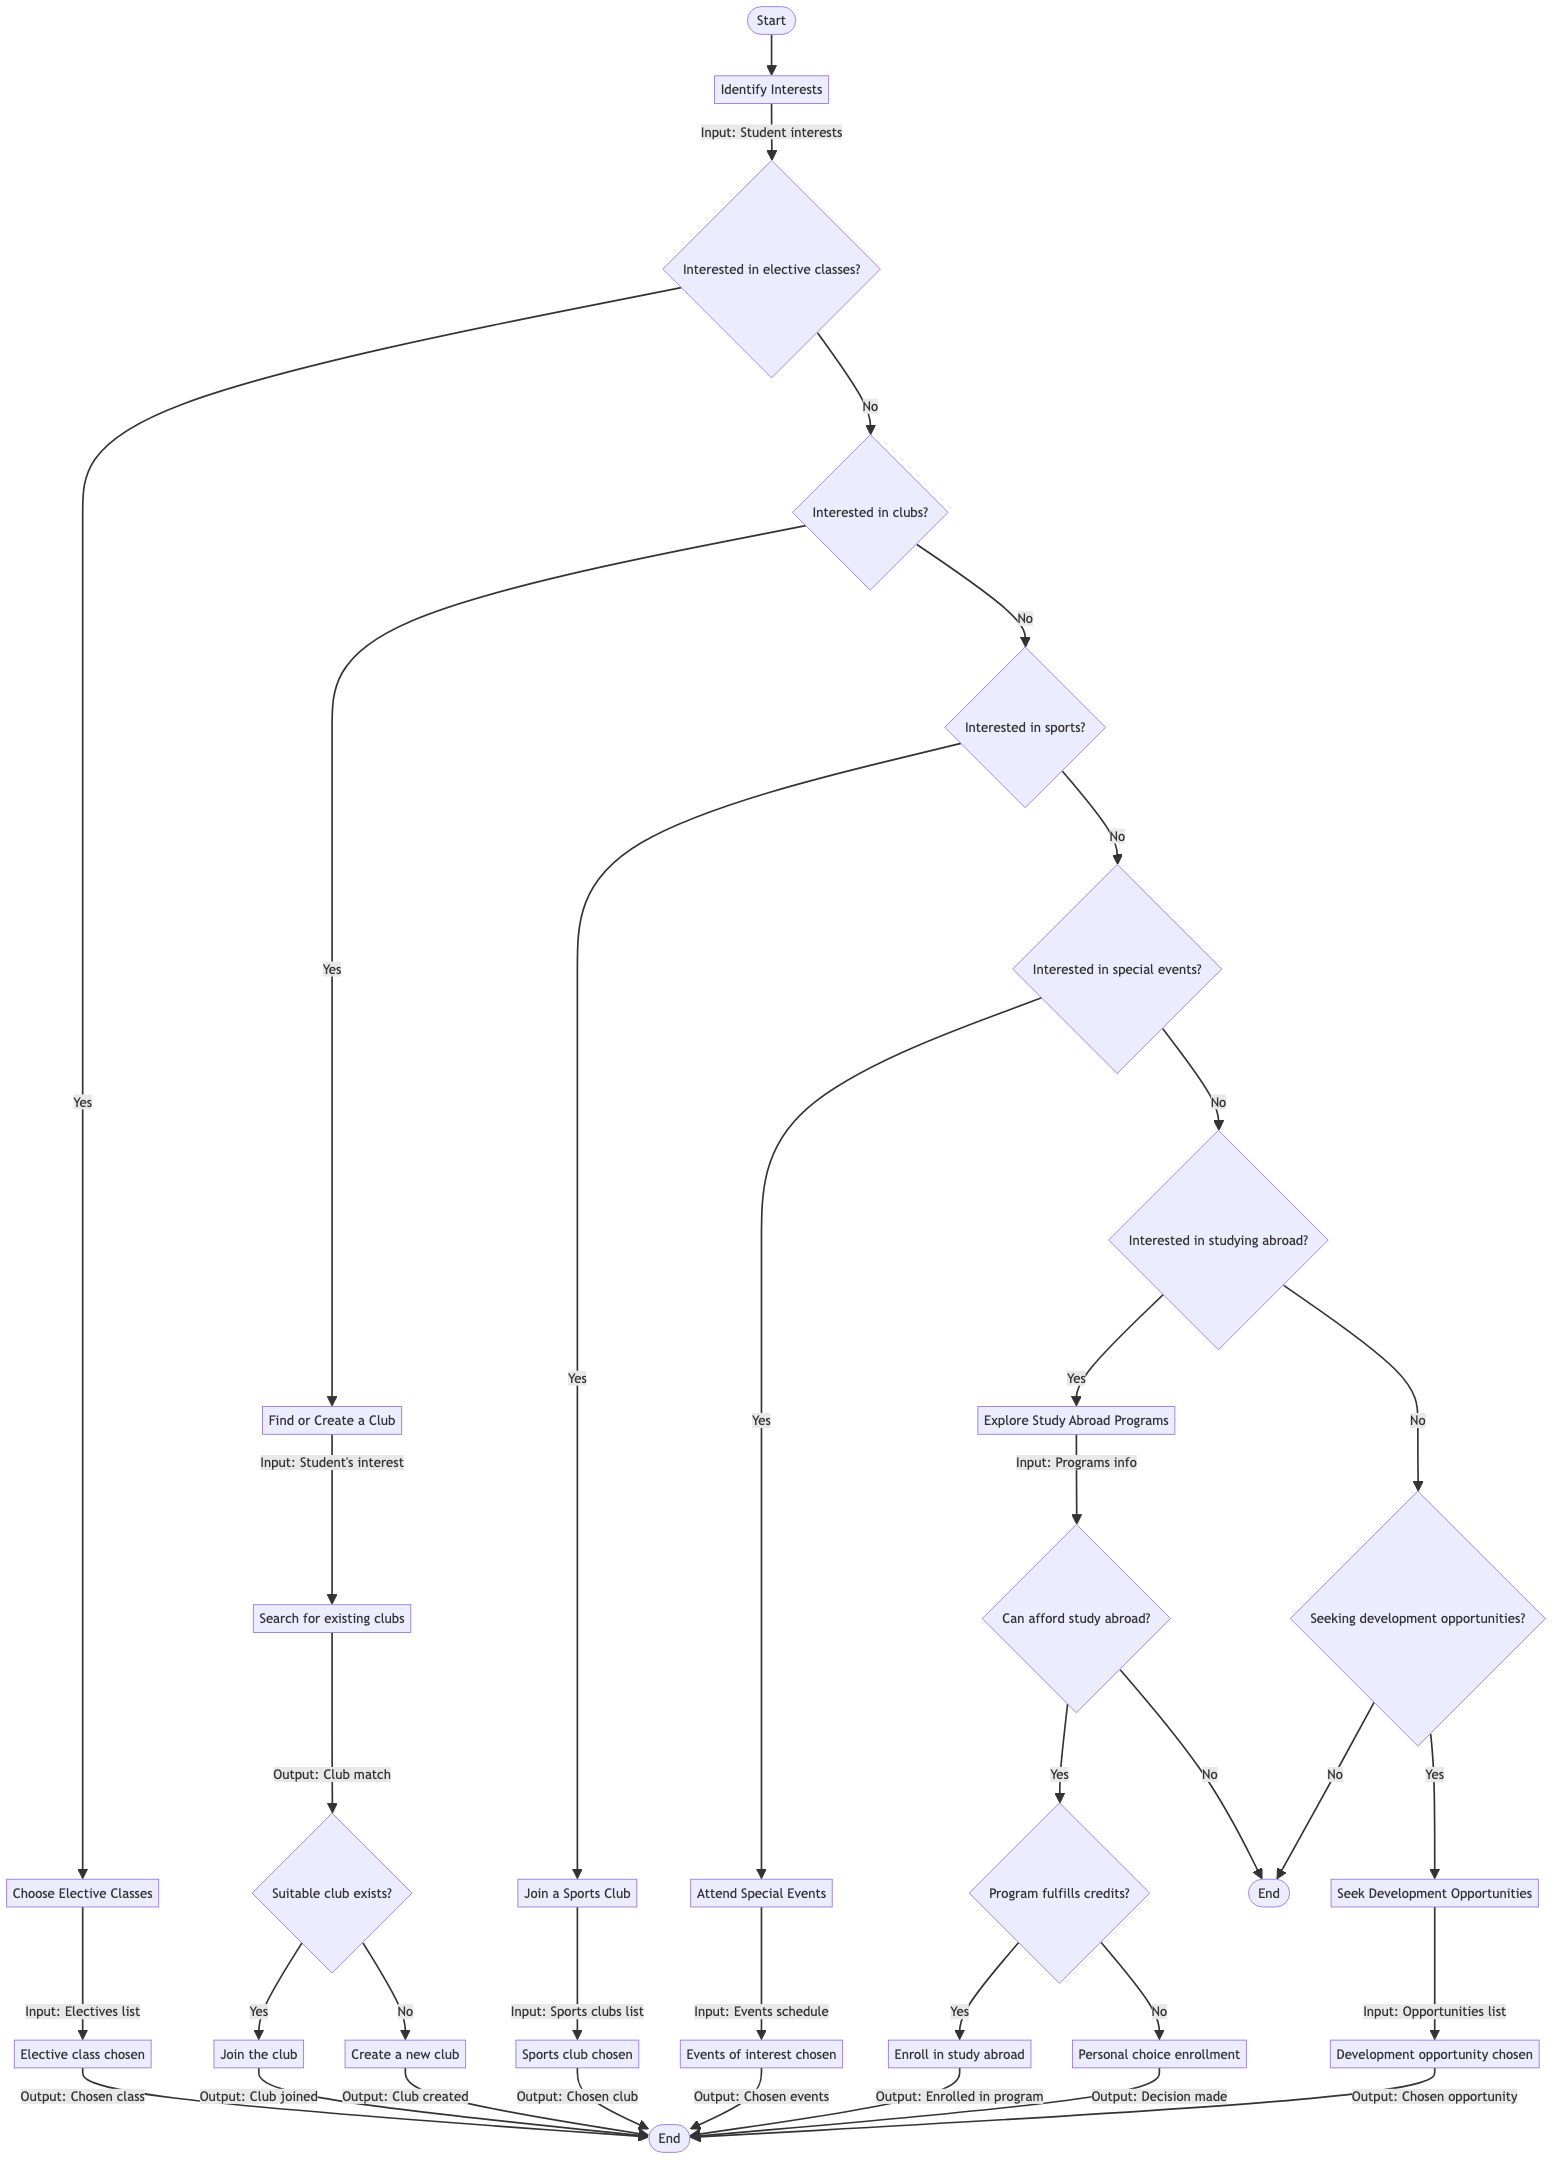 Start
Identify Interests
Input: Student interests
Interested in elective classes?
No
Interested in clubs?
No
Interested in sports?
No
Interested in special events?
Yes
No
Yes
Interested in studying abroad?
Yes
Yes
Yes
Yes
No
Find or Create a Club
Explore Study Abroad Programs
Input: Student's interest
Input: Programs info
Search for existing clubs
Can afford study abroad?
Seeking development opportunities?
Output: Club match
Yes
No
No
Yes
Choose Elective Classes
Suitable club exists?
Join a Sports Club
Attend Special Events
Program fulfills credits?
End
Seek Development Opportunities
Input: Electives list
Yes
No
Input: Sports clubs list
Input: Events schedule
Yes
No
Input: Opportunities list
Elective class chosen
Join the club
Create a new club
Sports club chosen
Events of interest chosen
Enroll in study abroad
Personal choice enrollment
Development opportunity chosen
Output: Chosen class
Output: Club joined
Output: Club created
Output: Chosen club
Output: Chosen events
Output: Enrolled in program
Output: Decision made
Output: Chosen opportunity
End